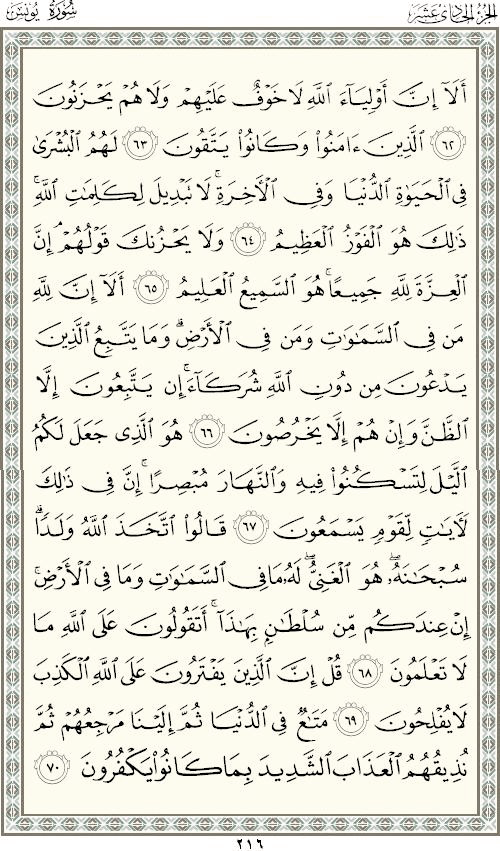 الجزء الحادي عشر
سورة يونس
أَلَآ إِنَّ أَوْلِيَآءَ ٱللَّهِ لَا خَوْفٌ عَلَيْهِمْ وَلَا هُمْ يَحْزَنُونَ
﴿٦٢﴾ ٱلَّذِينَ ءَامَنُوا۟ وَكَانُوا۟ يَتَّقُونَ ﴿٦٣﴾ لَهُمُ ٱلْبُشْرَىٰ
فِى ٱلْحَيَوٰةِ ٱلدُّنْيَا وَفِى ٱلْـَٔاخِرَةِ ۚ لَا تَبْدِيلَ لِكَلِمَـٰتِ ٱللَّهِ ۚ
ذَٰلِكَ هُوَ ٱلْفَوْزُ ٱلْعَظِيمُ ﴿٦٤﴾ وَلَا يَحْزُنكَ قَوْلُهُمْ ۘ إِنَّ
ٱلْعِزَّةَ لِلَّهِ جَمِيعًا ۚ هُوَ ٱلسَّمِيعُ ٱلْعَلِيمُ ﴿٦٥﴾ أَلَآ إِنَّ لِلَّهِ
مَن فِى ٱلسَّمَـٰوَٰتِ وَمَن فِى ٱلْأَرْضِ ۗ وَمَا يَتَّبِعُ ٱلَّذِينَ
يَدْعُونَ مِن دُونِ ٱللَّهِ شُرَكَآءَ ۚ إِن يَتَّبِعُونَ إِلَّا
ٱلظَّنَّ وَإِنْ هُمْ إِلَّا يَخْرُصُونَ ﴿٦٦﴾ هُوَ ٱلَّذِى جَعَلَ لَكُمُ
ٱلَّيْلَ لِتَسْكُنُوا۟ فِيهِ وَٱلنَّهَارَ مُبْصِرًا ۚ إِنَّ فِى ذَٰلِكَ
لَـَٔايَـٰتٍ لِّقَوْمٍ يَسْمَعُونَ ﴿٦٧﴾ قَالُوا۟ ٱتَّخَذَ ٱللَّهُ وَلَدًا ۗ
سُبْحَـٰنَهُۥ ۖ هُوَ ٱلْغَنِىُّ ۖ لَهُۥ مَا فِى ٱلسَّمَـٰوَٰتِ وَمَا فِى ٱلْأَرْضِ ۚ
إِنْ عِندَكُم مِّن سُلْطَـٰنٍۭ بِهَـٰذَآ ۚ أَتَقُولُونَ عَلَى ٱللَّهِ مَا
لَا تَعْلَمُونَ ﴿٦٨﴾ قُلْ إِنَّ ٱلَّذِينَ يَفْتَرُونَ عَلَى ٱللَّهِ ٱلْكَذِبَ
لَا يُفْلِحُونَ ﴿٦٩﴾ مَتَـٰعٌ فِى ٱلدُّنْيَا ثُمَّ إِلَيْنَا مَرْجِعُهُمْ ثُمَّ
نُذِيقُهُمُ ٱلْعَذَابَ ٱلشَّدِيدَ بِمَا كَانُوا۟ يَكْفُرُونَ ﴿٧٠﴾
٢١٦